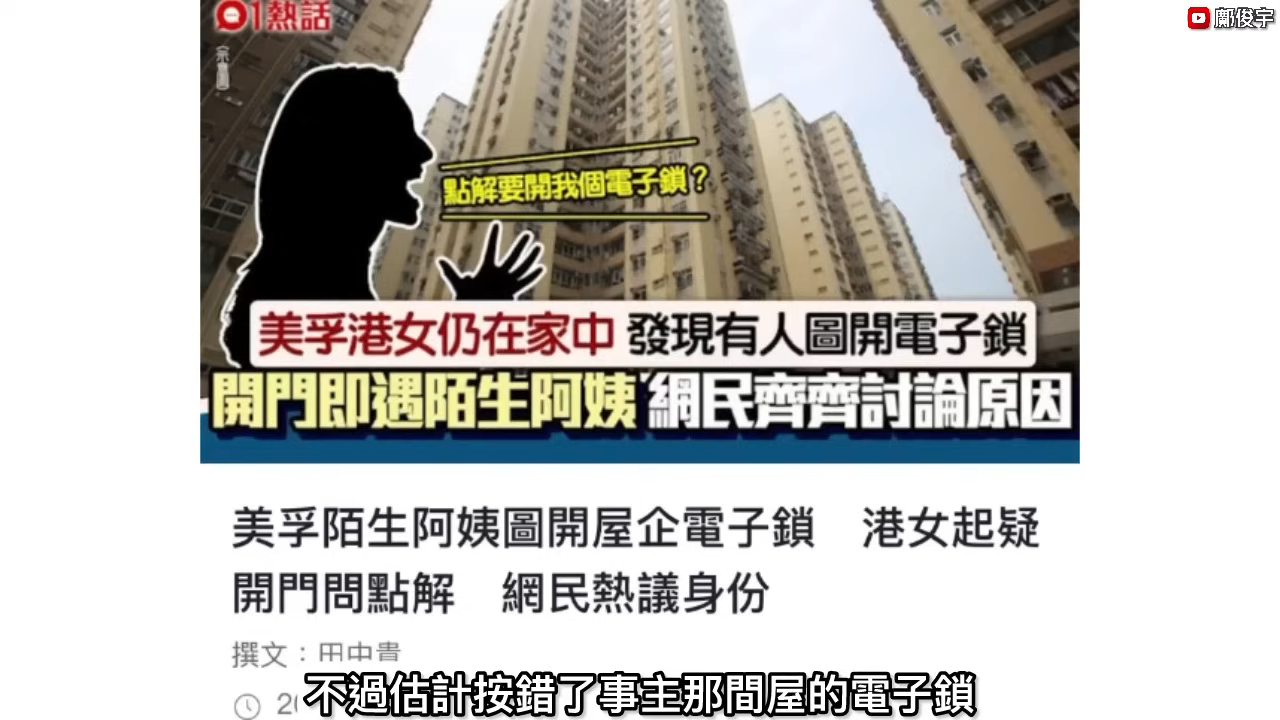 01熱話
鄺俊宇
點解要開我個電子鎖？
美孚港女仍在家中 發現有人圖開電子鎖
開門即遇陌生阿姨 網民齊齊討論原因
美孚陌生阿姨圖開屋企電子鎖　港女起疑
開門問點解　網民熱議身份
撰文：田中貴
20
不過估計按錯了事主那間屋的電子鎖